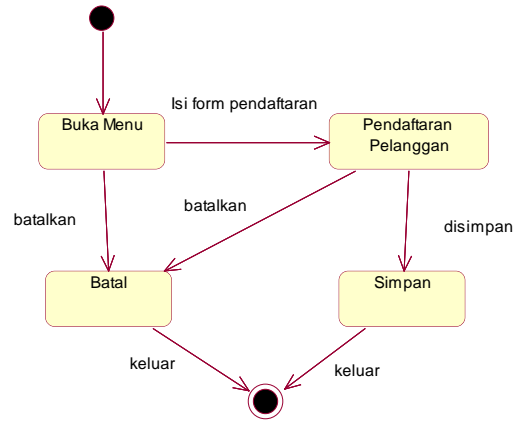 Isi form pendaftaran
Buka Menu
Pendaftaran
Pelanggan
batalkan
batalkan
disimpan
Batal
Simpan
keluar
keluar